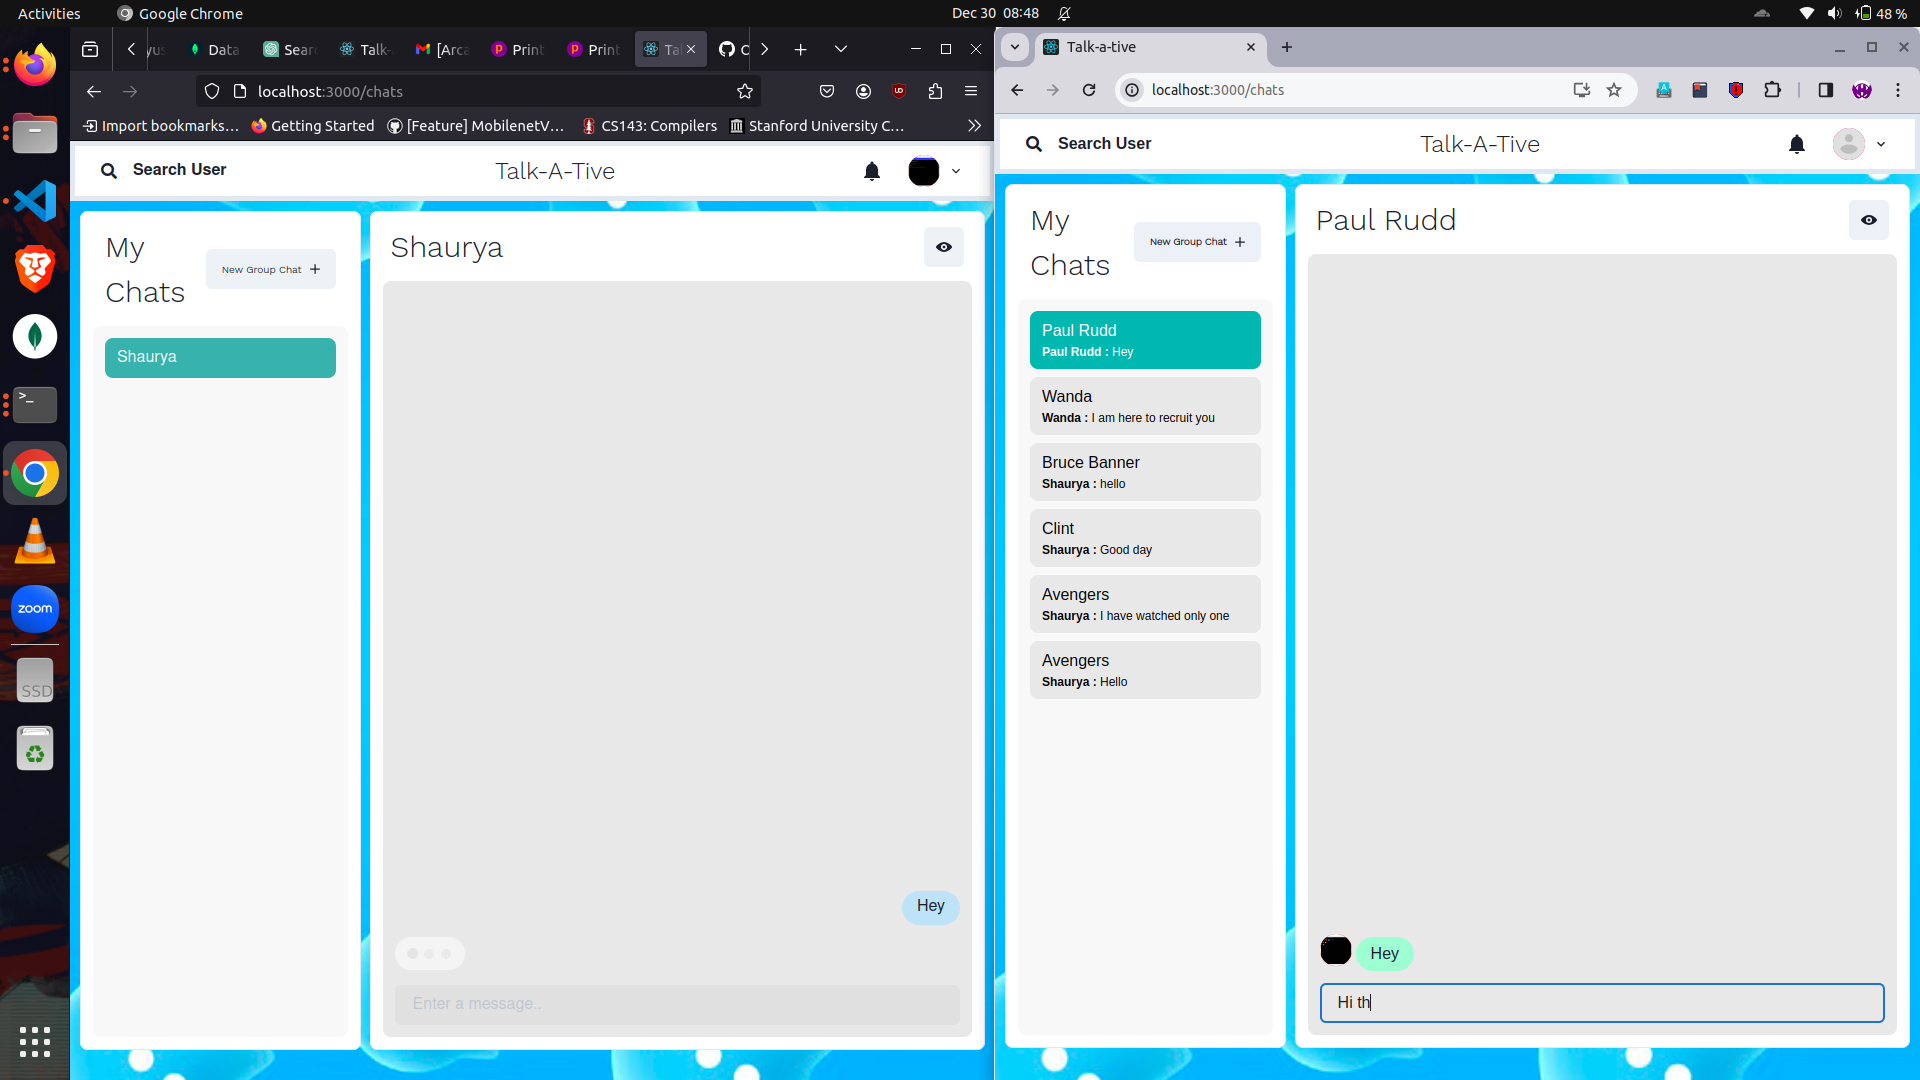 Activities
Google Chrome
Dec 30 08:48
48 %
yus
Data
Sear
Talk-
[Arca
Print
Print
Tal
C
localhost:3000/chats
Import bookmarks...
Getting Started
[Feature] MobilenetV...
CS143: Compilers
Stanford University C...
Search User
Talk-A-Tive
My
Chats
New Group Chat
Shaurya
Shaurya
Hey
Enter a message..
Talk-a-tive
localhost:3000/chats
Search User
Talk-A-Tive
My
Chats
New Group Chat
Paul Rudd
Paul Rudd : Hey
Wanda
Wanda : I am here to recruit you
Bruce Banner
Shaurya : hello
Clint
Shaurya : Good day
Avengers
Shaurya : I have watched only one
Avengers
Shaurya : Hello
Paul Rudd
Hey
Hi th
zoom
SSD